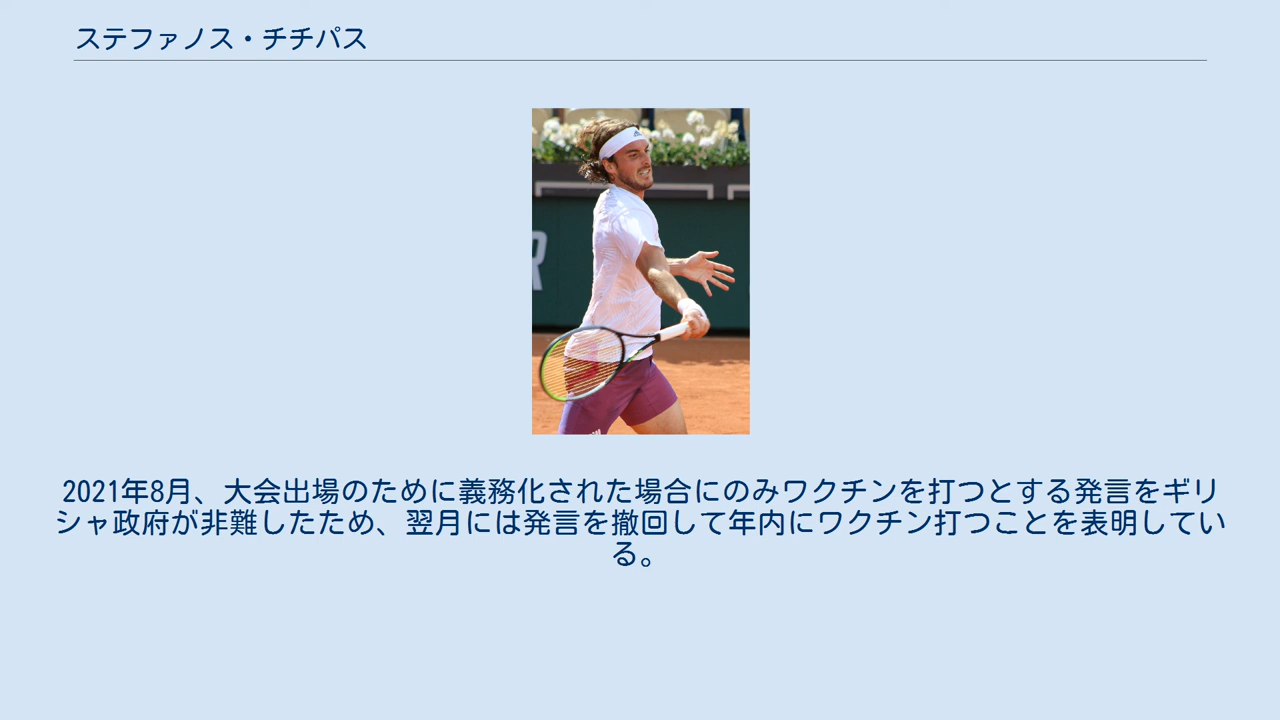 ステファノス・チチパス
R
2021年8月、大会出場のために義務化された場合にのみワクチンを打つとする発言をギリ
シャ政府が非難したため、翌月には発言を撤回して年内にワクチン打つことを表明してい
る。